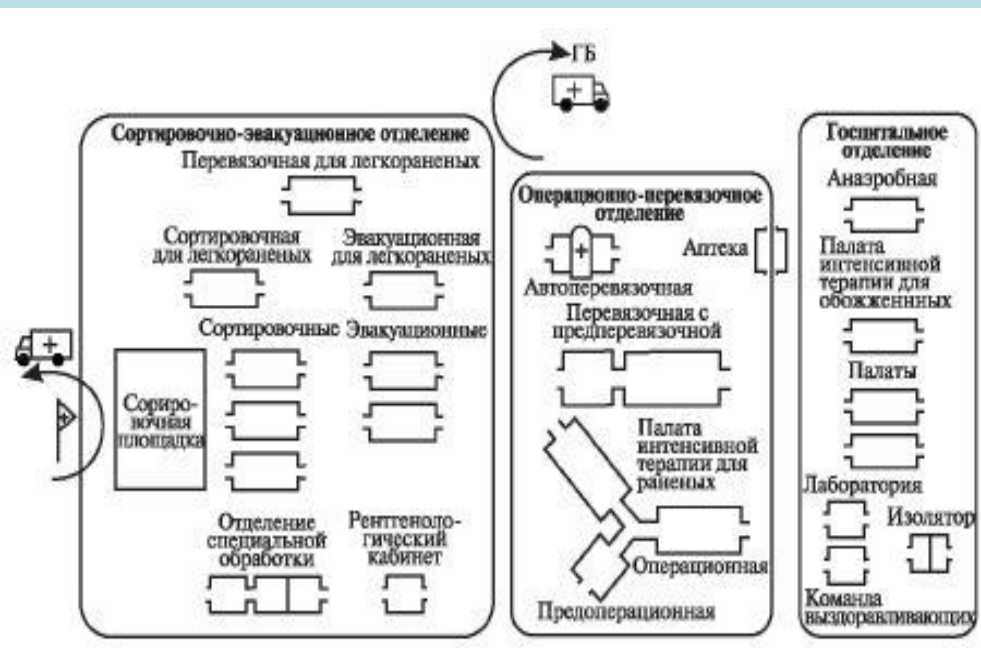 ГБ
Сортировочно-эвакуационное отделение
Перевязочная для легкораненых
Сортировочная
для легкораненых
Эвакуационная
для легкораненых
Сортировочные
Эвакуационные
Сориро-
вочная
площадка
Отделение
специальной
обработки
Рентгеноло-
гический
кабинет
Операционно-перевязочное
отделение
Аптека
Автоперевязочная
Перевязочная с
предперевязочной
Палата
интенсивной
терапии для
раненых
Операционная
Предоперационная
Госпитальное
отделение
Анаэробная
Палата
интенсивной
терапии для
обожженнных
Палаты
Лаборатория
Изолятор
Команла
выздоравливающих